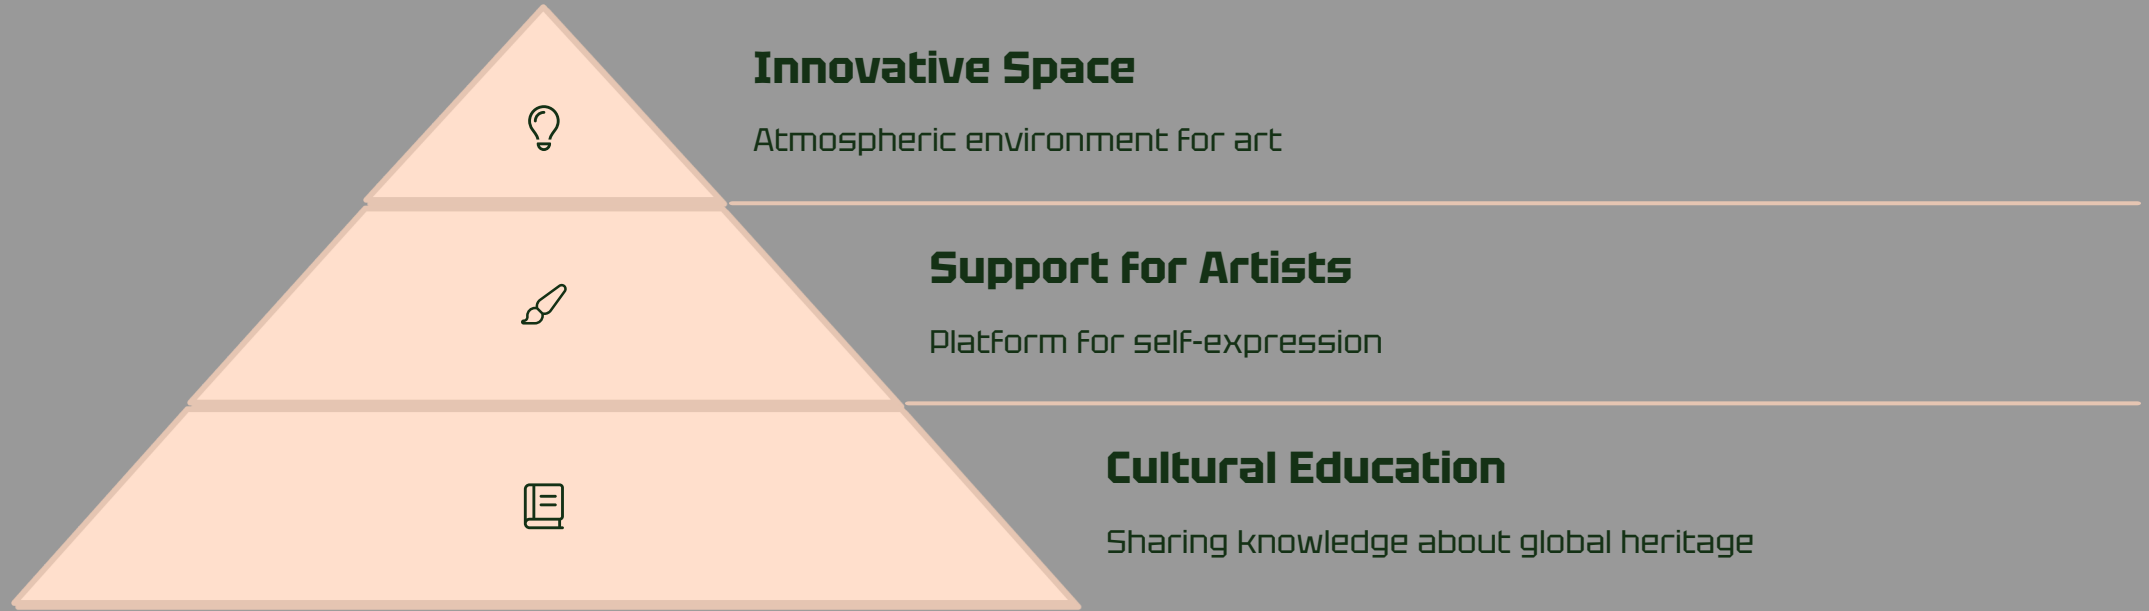 Innovative Space
Atmospheric environment for art
Support for Artists
Platform for self-expression
Cultural Education
Sharing knowledge about global heritage